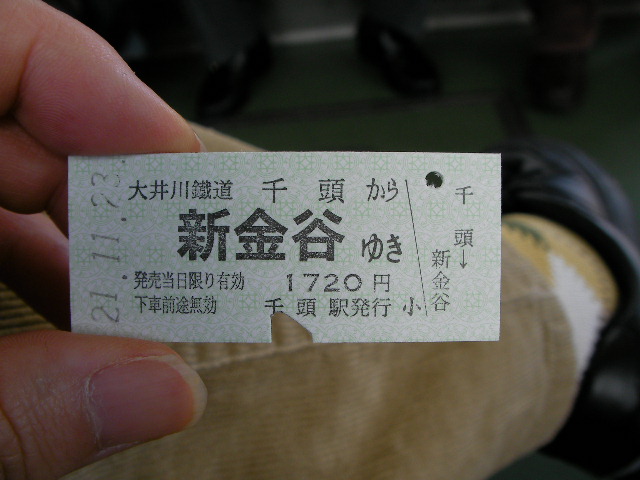 21.11.23
大井川鐵道 千頭から
新金谷ゆき
発売当日限り有効 1720円
下車前途無効 千頭駅発行 小
千頭→新金谷